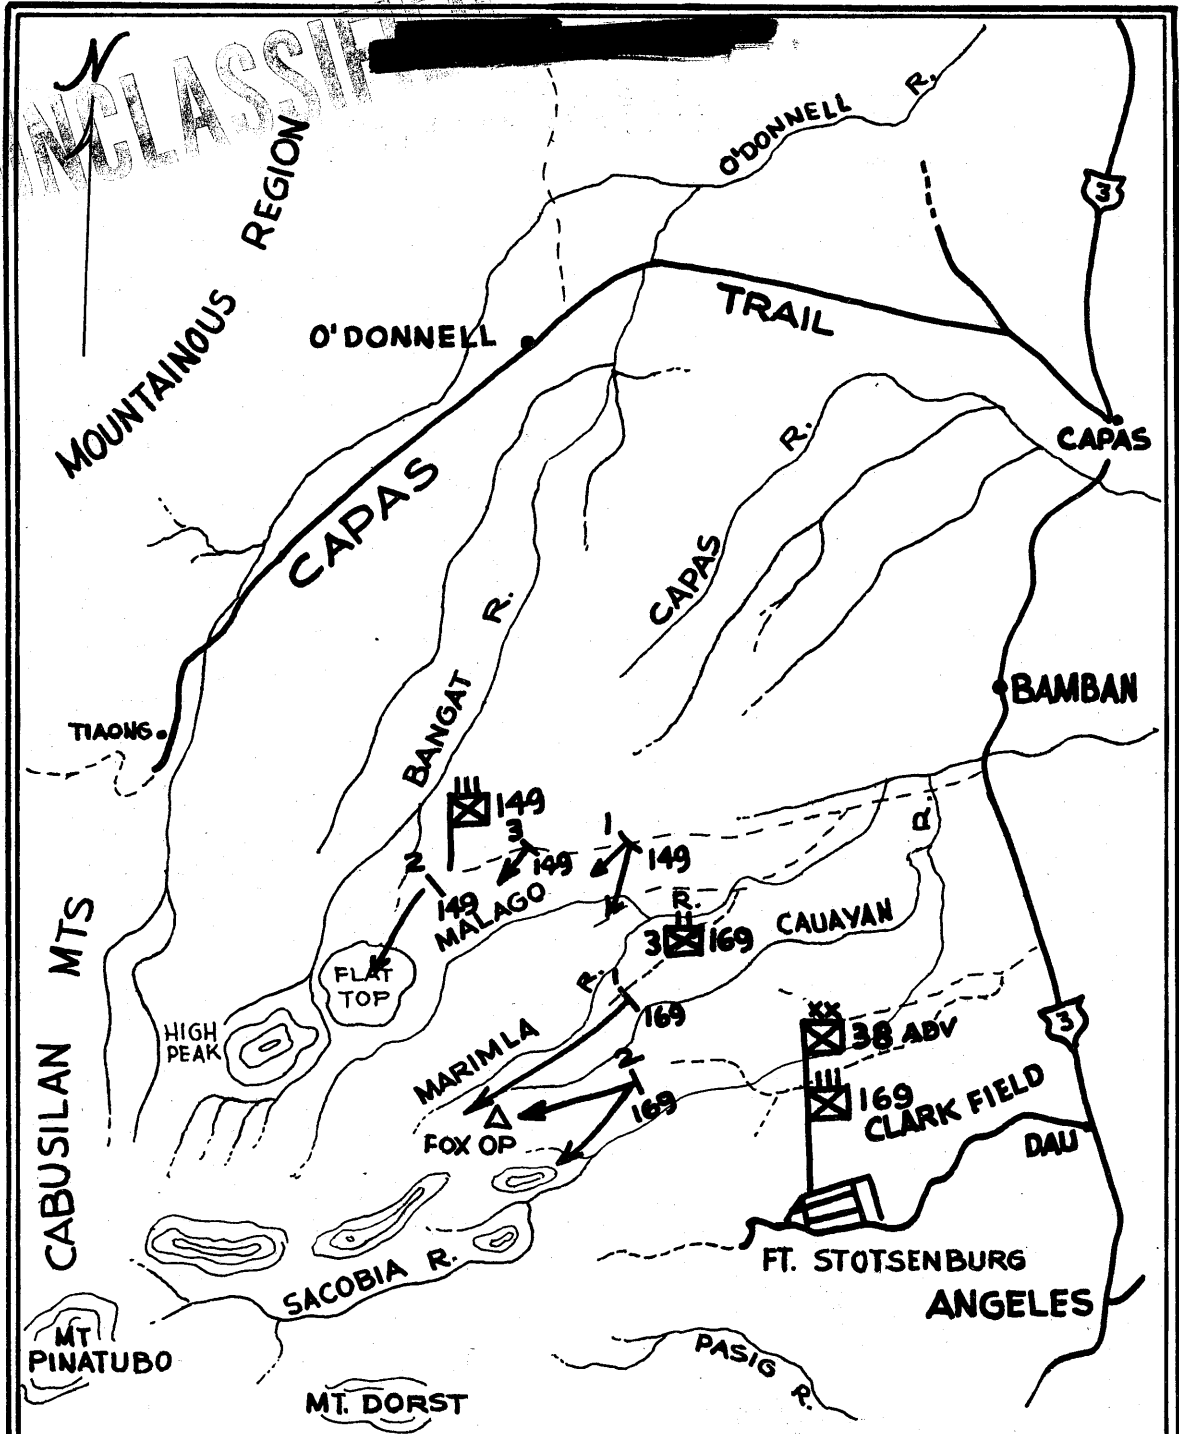 N
UNCLASSIFIED
MOUNTAINOUS REGION
O'DONNELL R.
3
O'DONNELL
TRAIL
CAPAS
CAPAS
CAPAS R.
BANGAT R.
TIAONG
BAMBAN
149
3
149
1
149
2
149
MALAGO R.
R.
CAUAYAN
3 169
CABUSILAN MTS
FLAT
TOP
HIGH
PEAK
MARIMLA R.
1
169
2
169
FOX OP
38 ADV
169
CLARK FIELD
3
DAU
SACOBIA R.
FT. STOTSENBURG
ANGELES
MT
PINATUBO
MT. DORST
PASIG R.